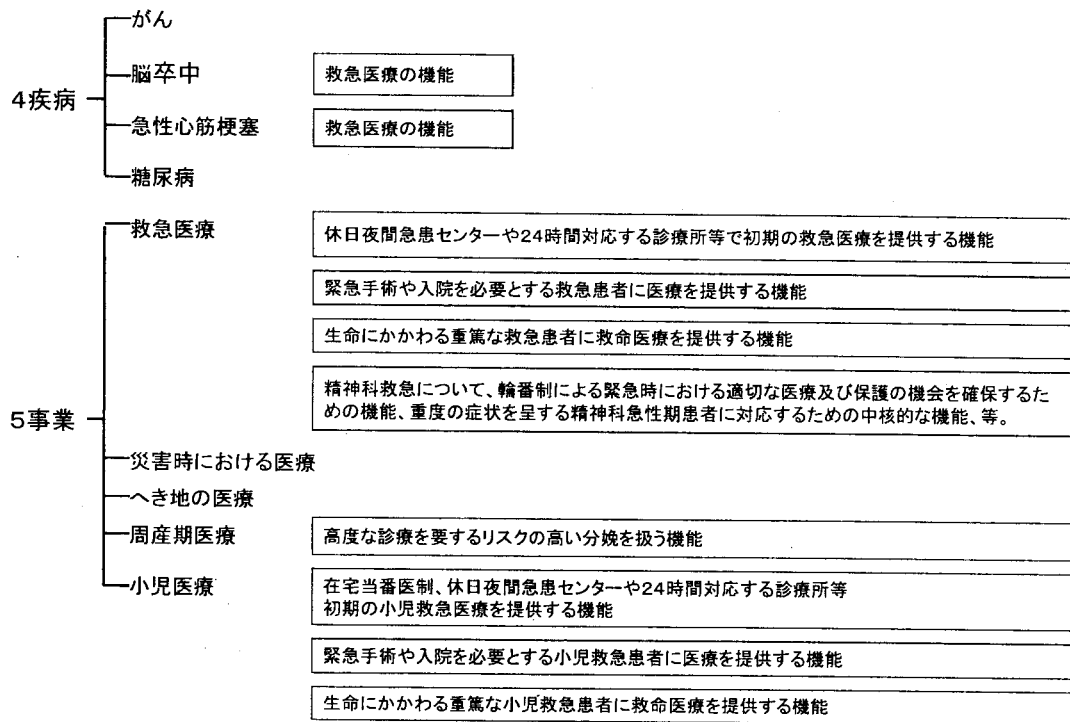 4疾病
がん
脳卒中
救急医療の機能
急性心筋梗塞
救急医療の機能
糖尿病
5事業
救急医療
休日夜間急患センターや24時間対応する診療所等で初期の救急医療を提供する機能
緊急手術や入院を必要とする救急患者に医療を提供する機能
生命にかかわる重篤な救急患者に救命医療を提供する機能
精神科救急について、輪番制による緊急時における適切な医療及び保護の機会を確保するた
めの機能、重度の症状を呈する精神科急性期患者に対応するための中核的な機能、等。
災害時における医療
へき地の医療
周産期医療
高度な診療を要するリスクの高い分娩を扱う機能
小児医療
在宅当番医制、休日夜間急患センターや24時間対応する診療所等
初期の小児救急医療を提供する機能
緊急手術や入院を必要とする小児救急患者に医療を提供する機能
生命にかかわる重篤な小児救急患者に救命医療を提供する機能